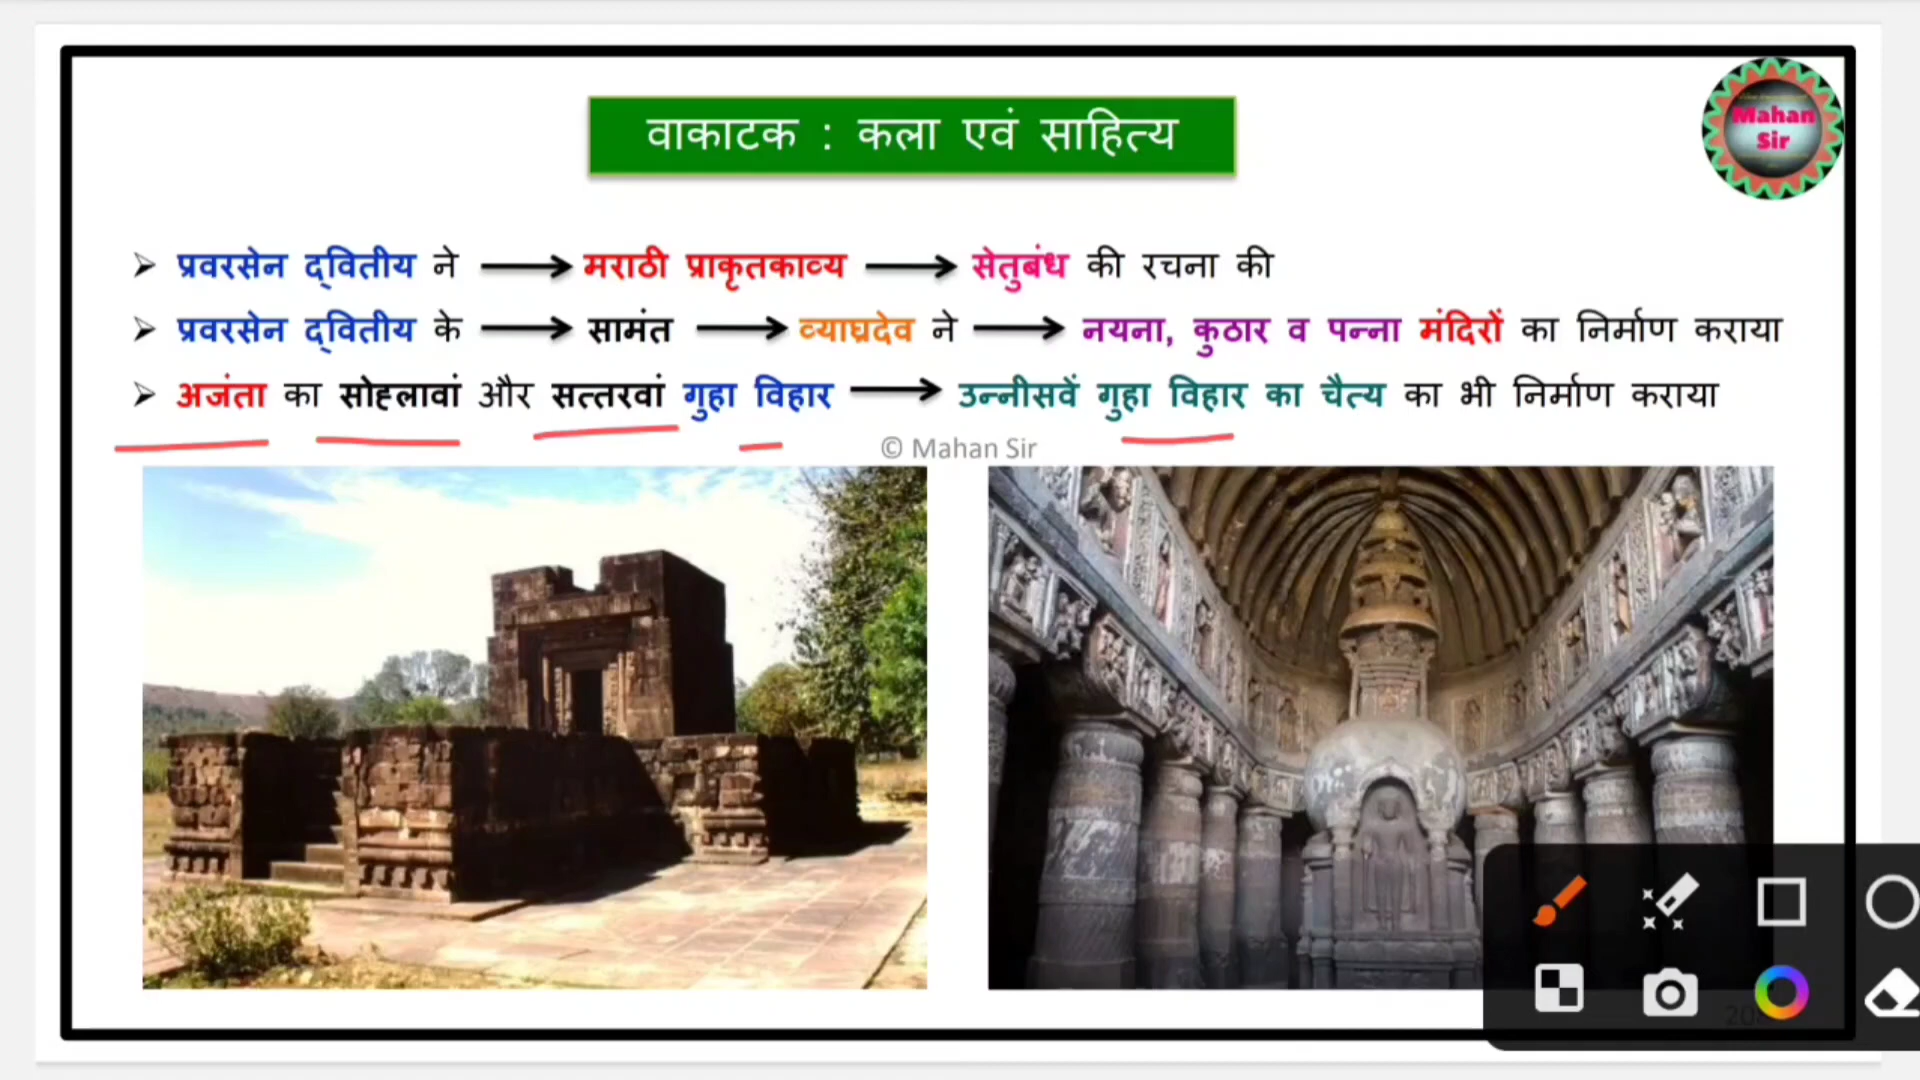 वाकाटक : कला एवं साहित्य
Mahan
Sir
➢ प्रवरसेन द्वितीय ने ⟶ मराठी प्राकृतकाव्य ⟶ सेतुबंध की रचना की
➢ प्रवरसेन द्वितीय के ⟶ सामंत ⟶ व्याघ्रदेव ने ⟶ नयना, कुठार व पन्ना मंदिरों का निर्माण कराया
➢ अजंता का सोह्लावां और सत्तरवां गुहा विहार ⟶ उन्नीसवें गुहा विहार का चैत्य का भी निर्माण कराया
© Mahan Sir